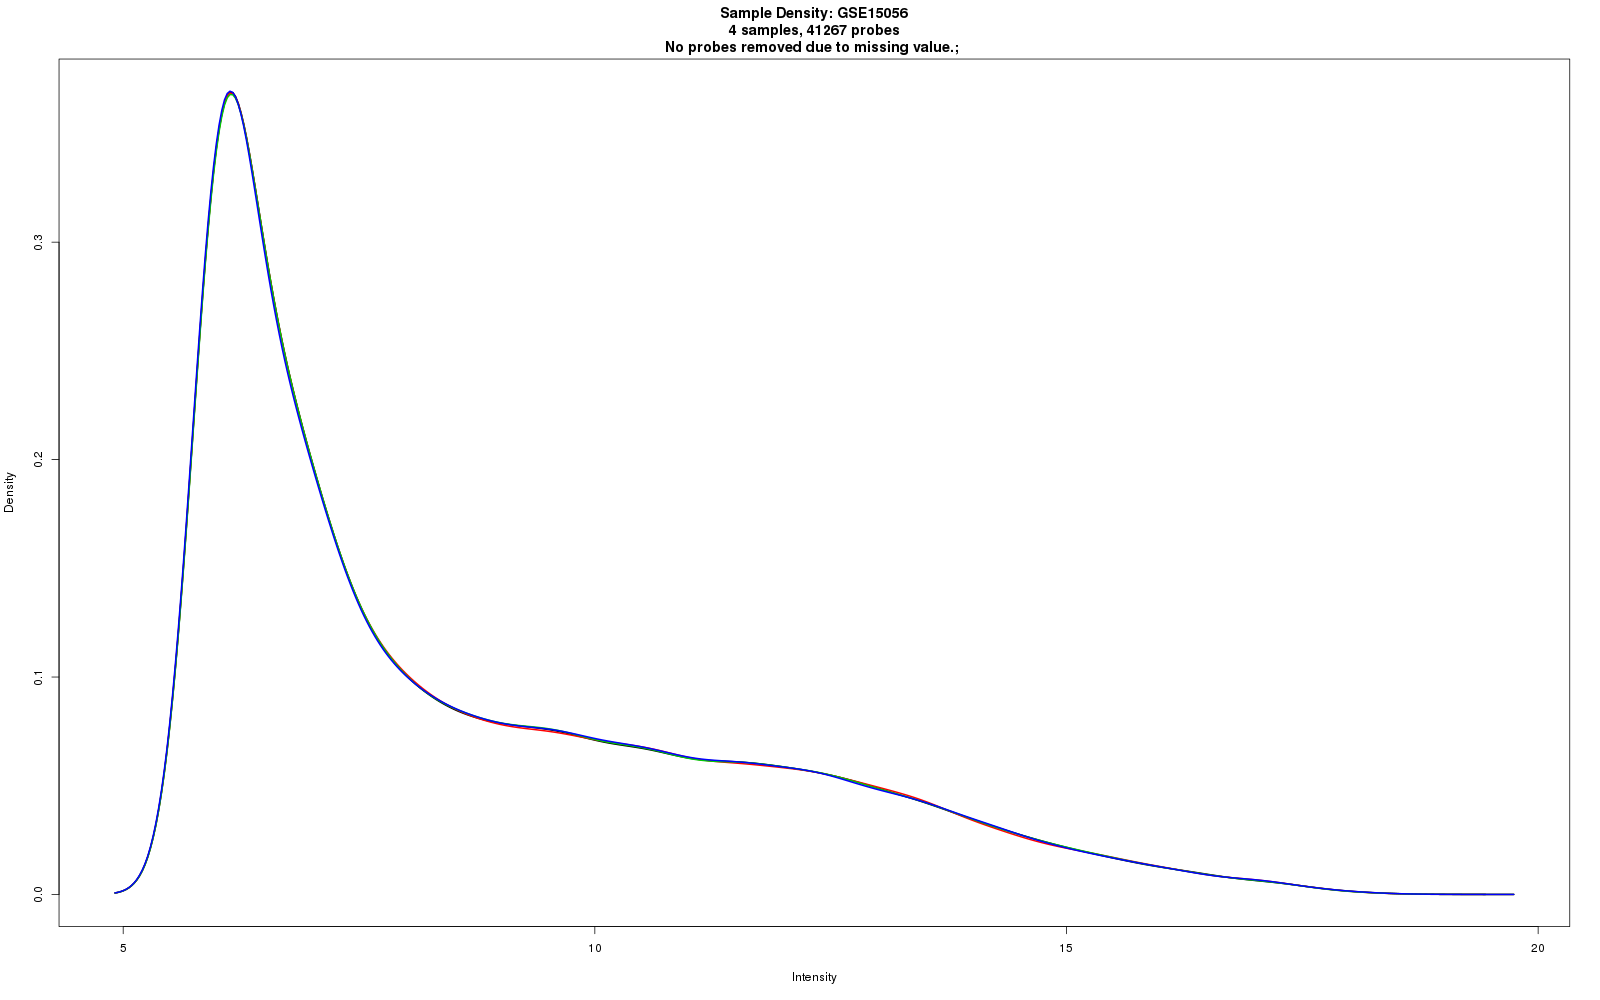 Sample Density: GSE15056
4 samples, 41267 probes
No probes removed due to missing value.;
Density
0.3
0.2
0.1
0.0
5
10
15
20
Intensity